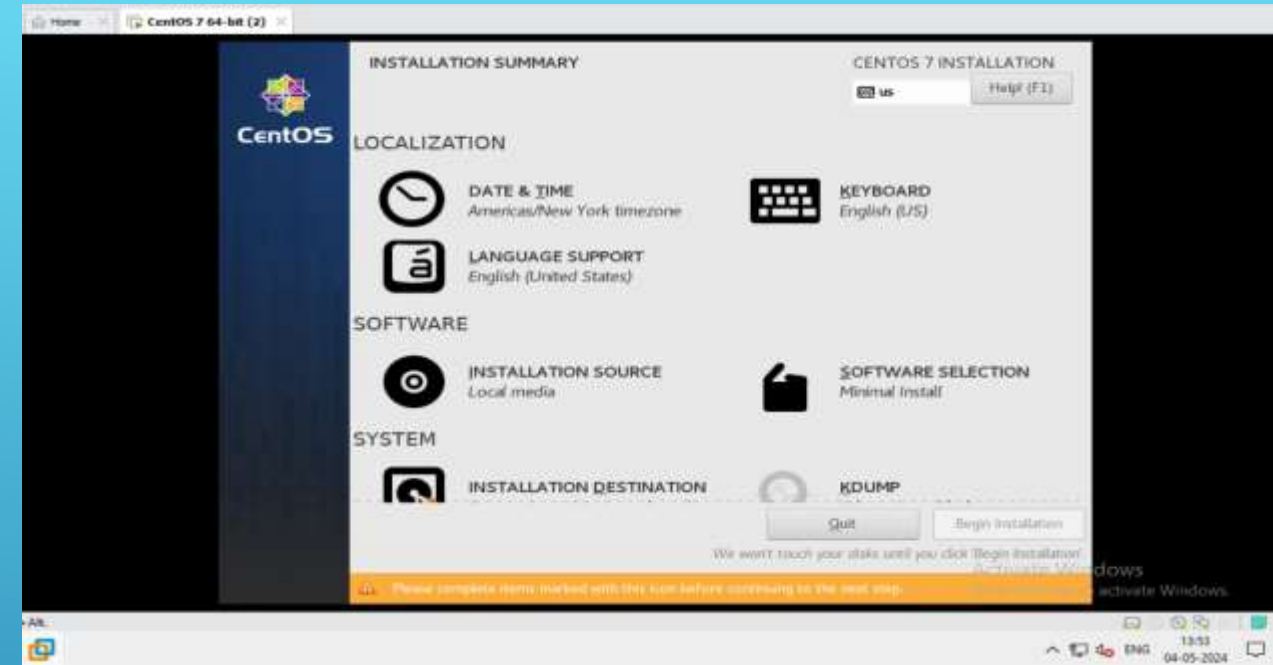 Home
CentOS 7 64-bit (2)
INSTALLATION SUMMARY
CENTOS 7 INSTALLATION
us
Help! (F1)
CentOS
LOCALIZATION
DATE & TIME
Americas/New York timezone
KEYBOARD
English (US)
LANGUAGE SUPPORT
English (United States)
SOFTWARE
INSTALLATION SOURCE
Local media
SOFTWARE SELECTION
Minimal Install
SYSTEM
INSTALLATION DESTINATION
KDUMP
Quit
Begin Installation
We won't touch your disks until you click 'Begin Installation'.
Activate Windows
activate Windows.
Please complete items marked with this icon before continuing to the next step.
Alt.
ENG
13:53
04-05-2024